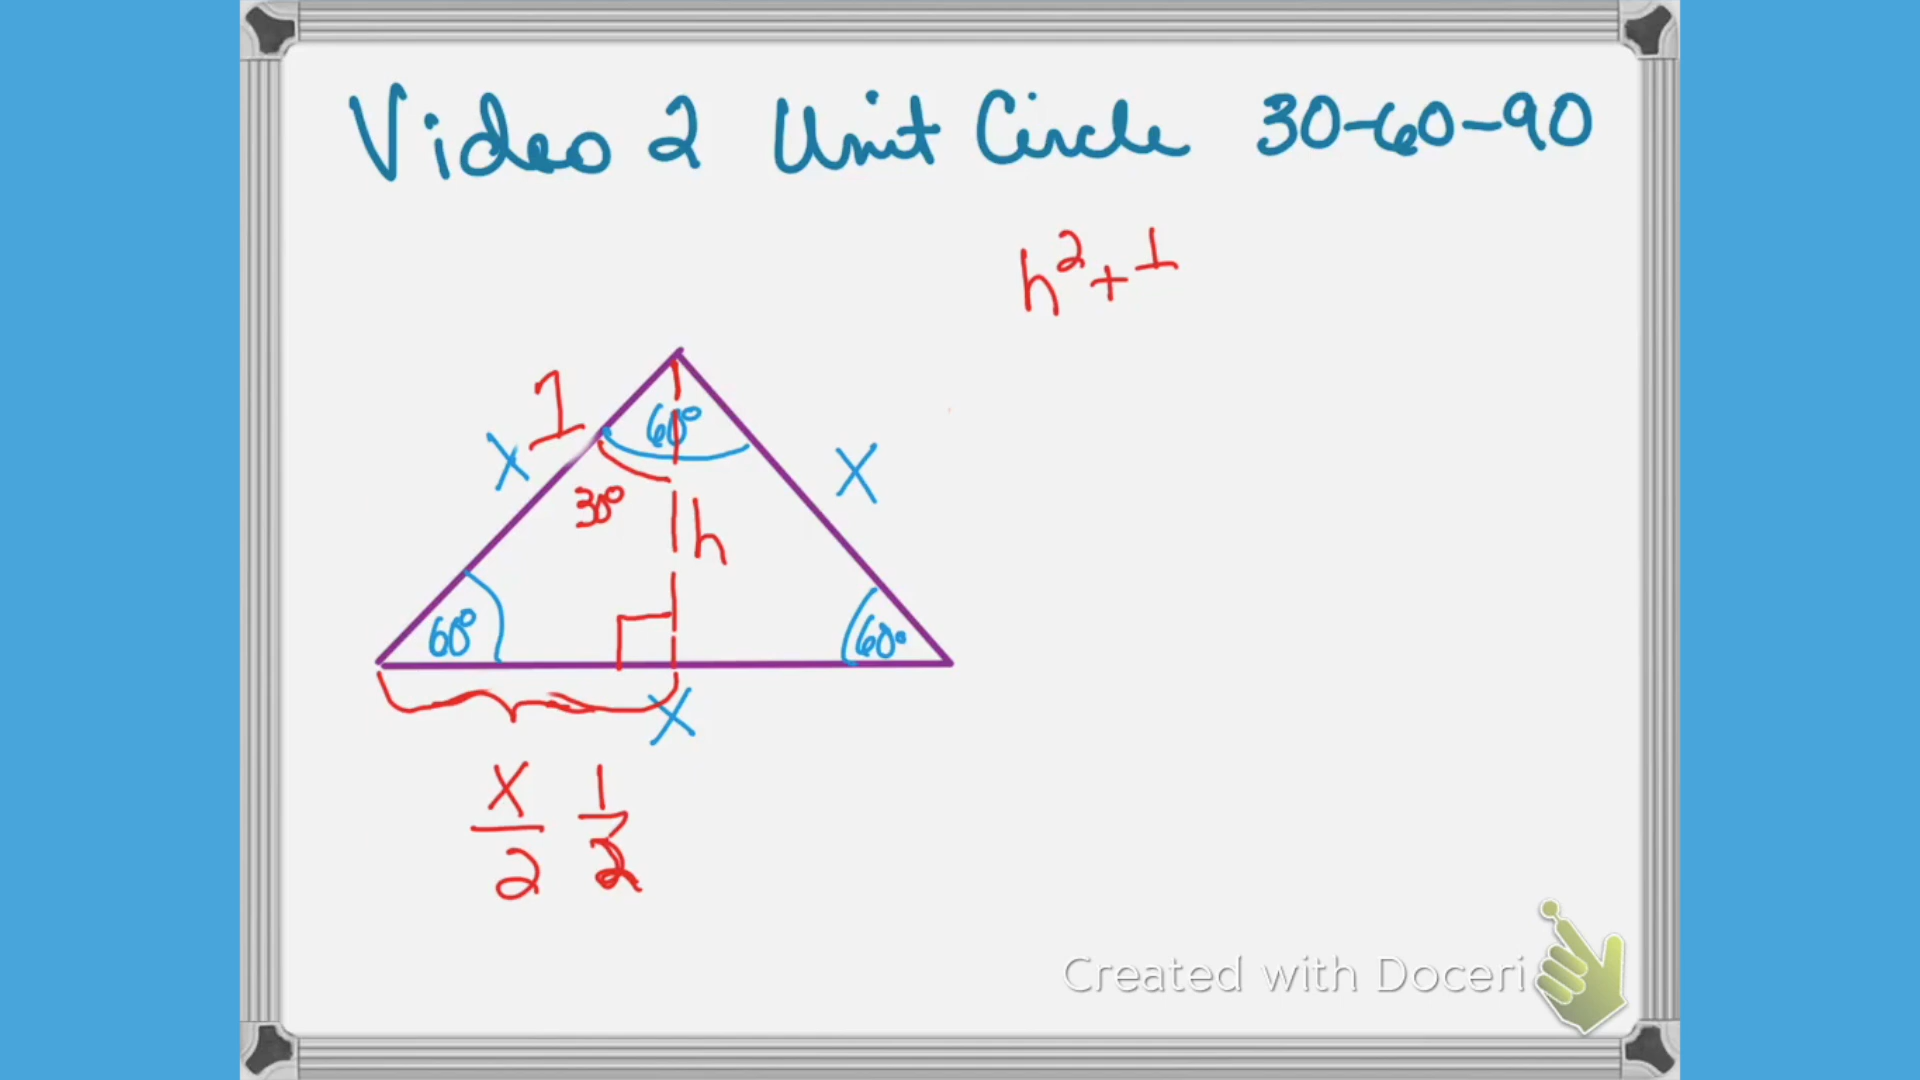 Video 2 Unit Circle 30-60-90
h²+1
1
60°
X
X
30°
h
60°
60°
X
X/2 1/2
Created with Doceri